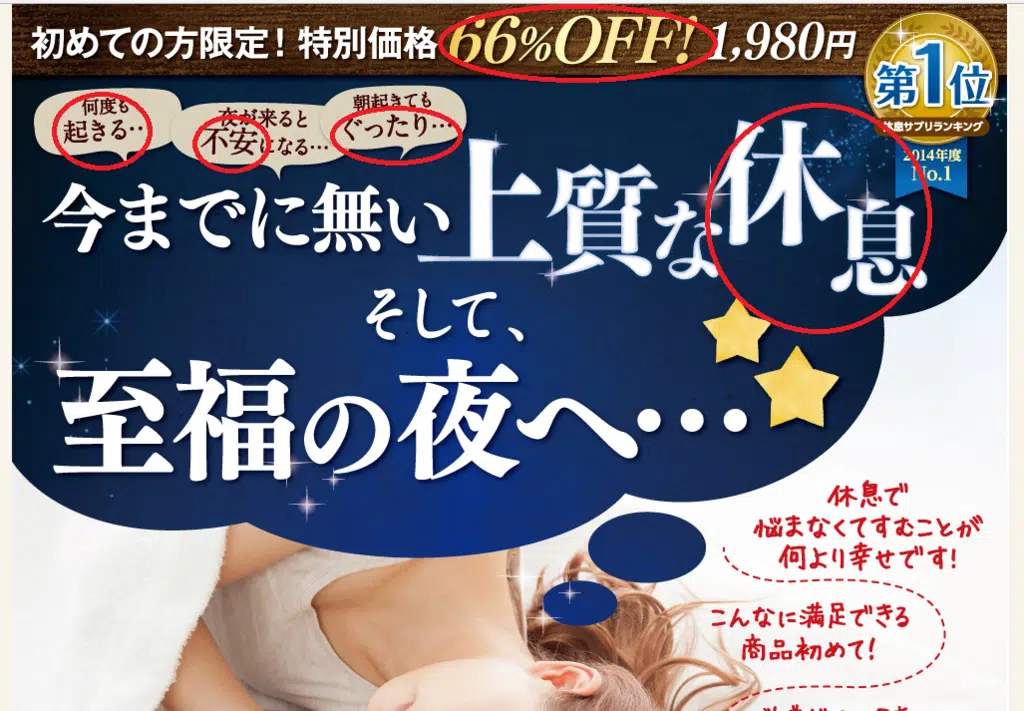 初めての方限定！特別価格66%OFF!1,980円
第1位
休息サプリランキング
2014年度
No.1
何度も
起きる…
夜が来ると
不安になる…
朝起きても
ぐったり…
今までに無い上質な休息
そして、
至福の夜へ…
休息で
悩まなくてすむことが
何より幸せです!
こんなに満足できる
商品初めて!